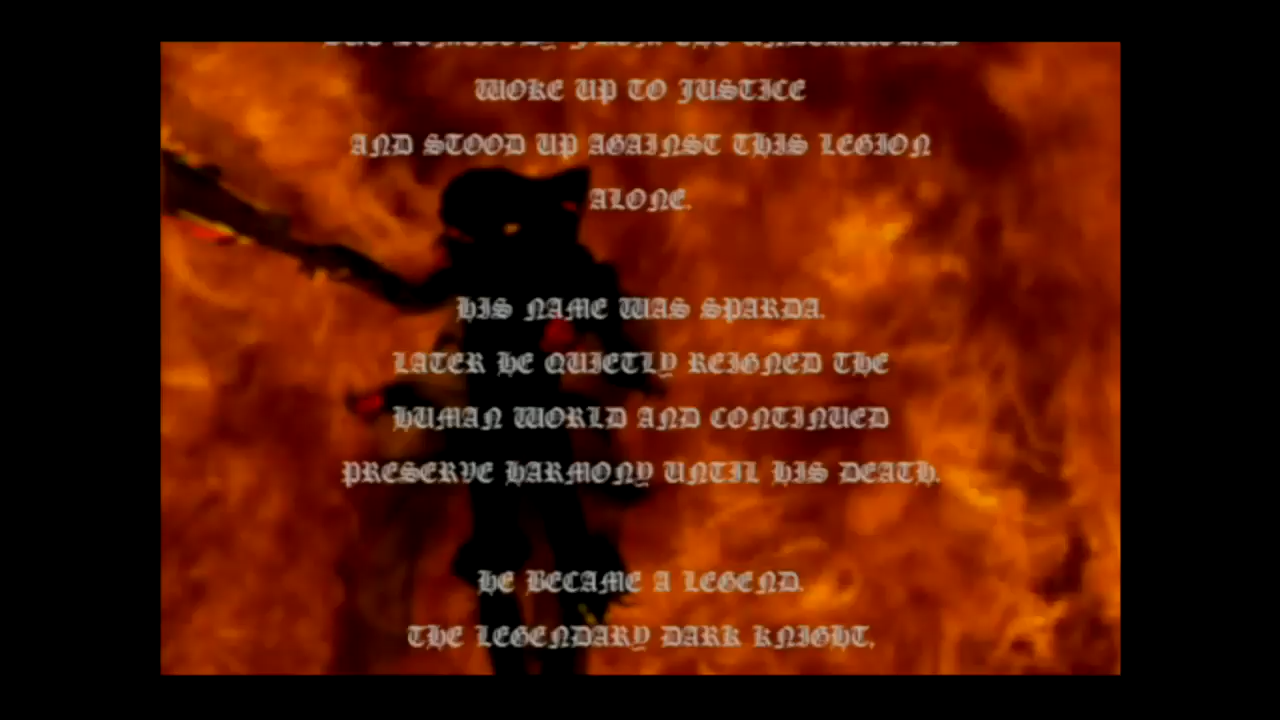 WOKE UP TO JUSTICE
AND STOOD UP AGAINST THIS LEGION
ALONE.
HIS NAME WAS SPARDA.
LATER HE QUIETLY REIGNED THE
HUMAN WORLD AND CONTINUED
PRESERVE HARMONY UNTIL HIS DEATH.
HE BECAME A LEGEND.
THE LEGENDARY DARK KNIGHT,